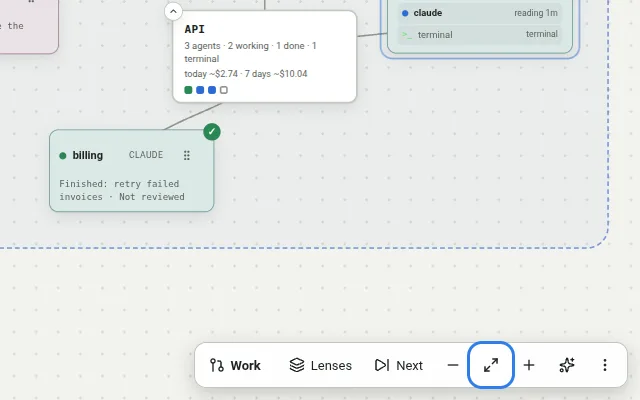 e the
API
3 agents · 2 working · 1 done · 1
terminal
today ~$2.74 · 7 days ~$10.04
claude reading 1m
>_ terminal terminal
billing CLAUDE
Finished: retry failed
invoices · Not reviewed
Work Lenses Next